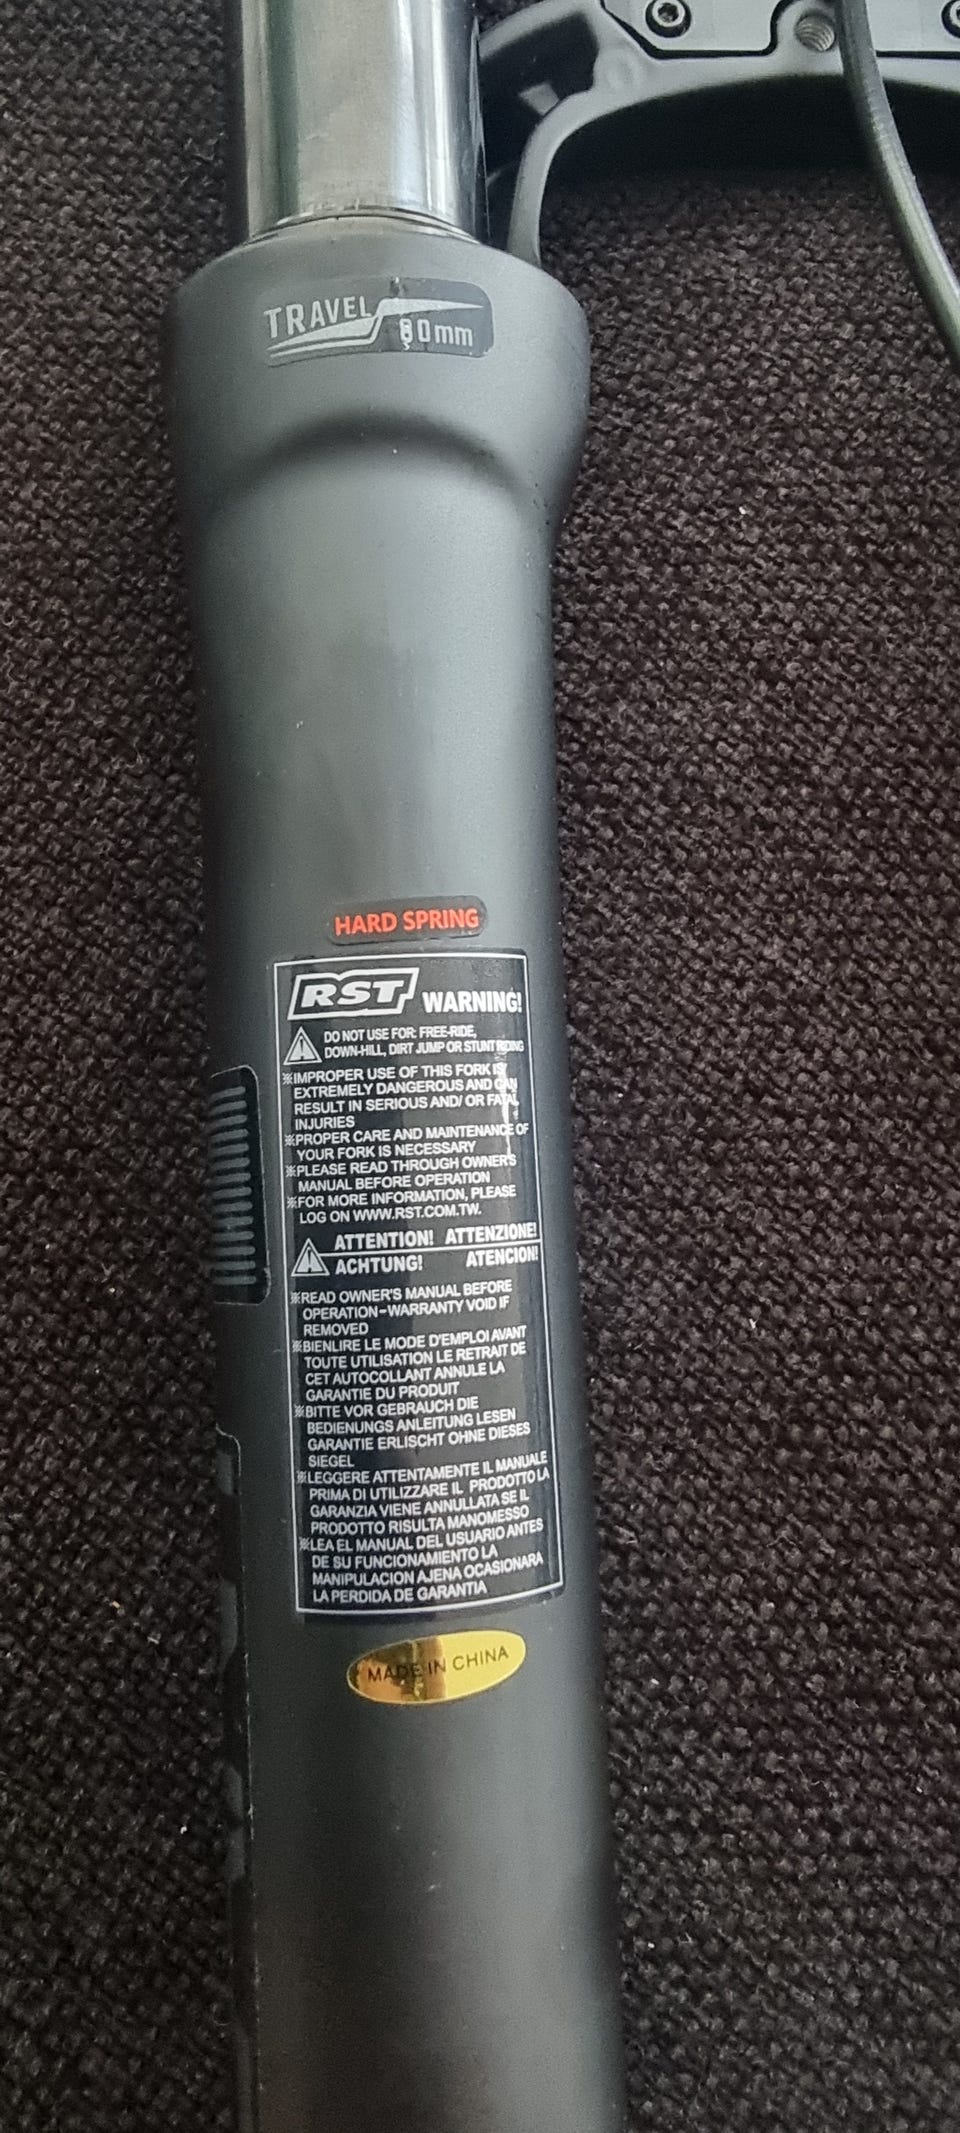 TRAVEL
80mm
HARD SPRING
RST WARNING!
DO NOT USE FOR: FREE-RIDE,
DOWN-HILL, DIRT JUMP OR STUNT RIDING
※IMPROPER USE OF THIS FORK IS
EXTREMELY DANGEROUS AND CAN
RESULT IN SERIOUS AND/ OR FATAL
INJURIES
※PROPER CARE AND MAINTENANCE OF
YOUR FORK IS NECESSARY
※PLEASE READ THROUGH OWNER'S
MANUAL BEFORE OPERATION
※FOR MORE INFORMATION, PLEASE
LOG ON WWW.RST.COM.TW.
ATTENTION! ATTENZIONE!
ACHTUNG! ATENCION!
※READ OWNER'S MANUAL BEFORE
OPERATION-WARRANTY VOID IF
REMOVED
※BIENLIRE LE MODE D'EMPLOI AVANT
TOUTE UTILISATION LE RETRAIT DE
CET AUTOCOLLANT ANNULE LA
GARANTIE DU PRODUIT
※BITTE VOR GEBRAUCH DIE
BEDIENUNGS ANLEITUNG LESEN
GARANTIE ERLISCHT OHNE DIESES
SIEGEL
※LEGGERE ATTENTAMENTE IL MANUALE
PRIMA DI UTILIZZARE IL PRODOTTO LA
GARANZIA VIENE ANNULLATA SE IL
PRODOTTO RISULTA MANOMESSO
※LEA EL MANUAL DEL USUARIO ANTES
DE SU FUNCIONAMIENTO LA
MANIPULACION AJENA OCASIONARA
LA PERDIDA DE GARANTIA
MADE IN CHINA